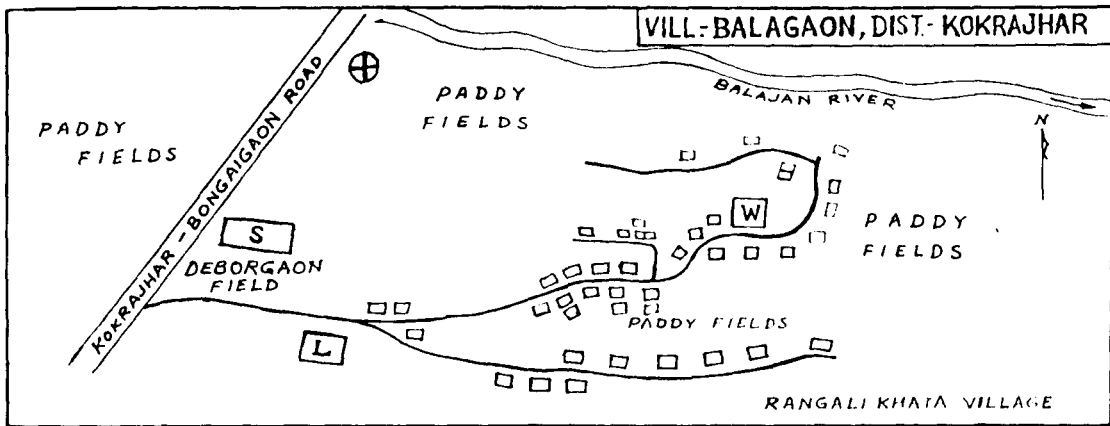 VILL:-BALAGAON, DIST.- KOKRAJHAR
BALAJAN RIVER
N
PADDY
FIELDS
PADDY
FIELDS
KOKRAJHAR - BONGAIGAON ROAD
W
PADDY
FIELDS
S
DEBORGAON
FIELD
PADDY FIELDS
L
RANGALI KHATA VILLAGE